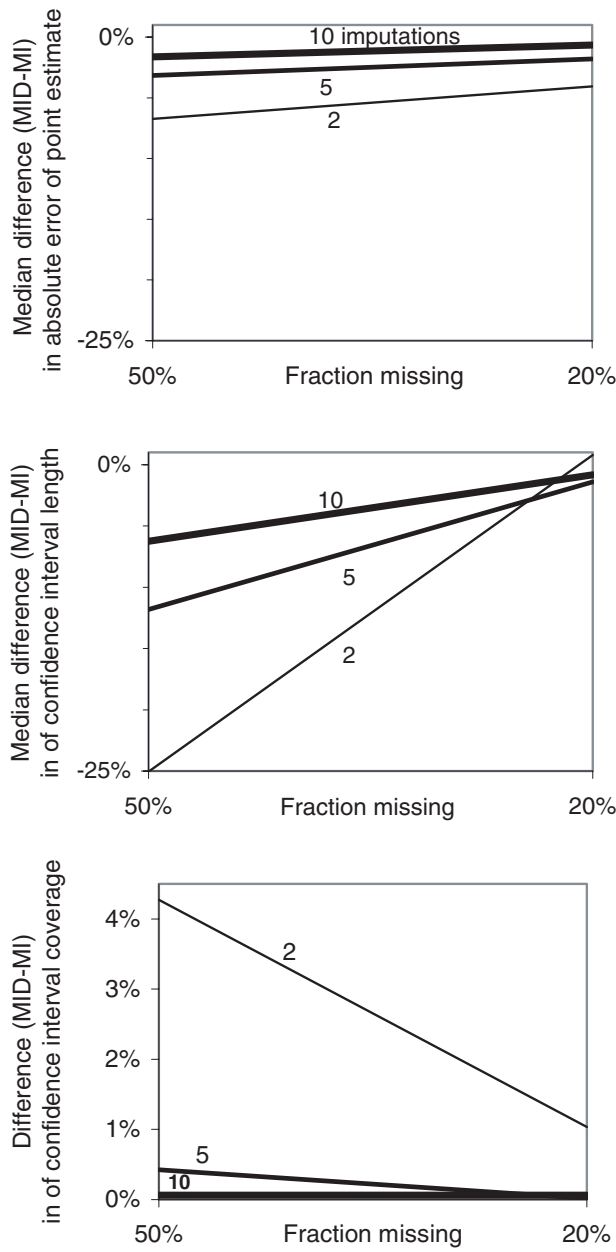 Median difference (MID-MI)
in absolute error of point estimate
0%
10 imputations
5
2
-25%
50%
Fraction missing
20%
Median difference (MID-MI)
in of confidence interval length
0%
10
5
2
-25%
50%
Fraction missing
20%
Difference (MID-MI)
in of confidence interval coverage
4%
3%
2%
1%
0%
2
5
10
50%
Fraction missing
20%